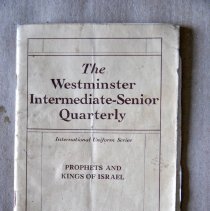 The
Westminster
Intermediate-Senior
Quarterly
International Uniform Series
PROPHETS AND
KINGS OF ISRAEL